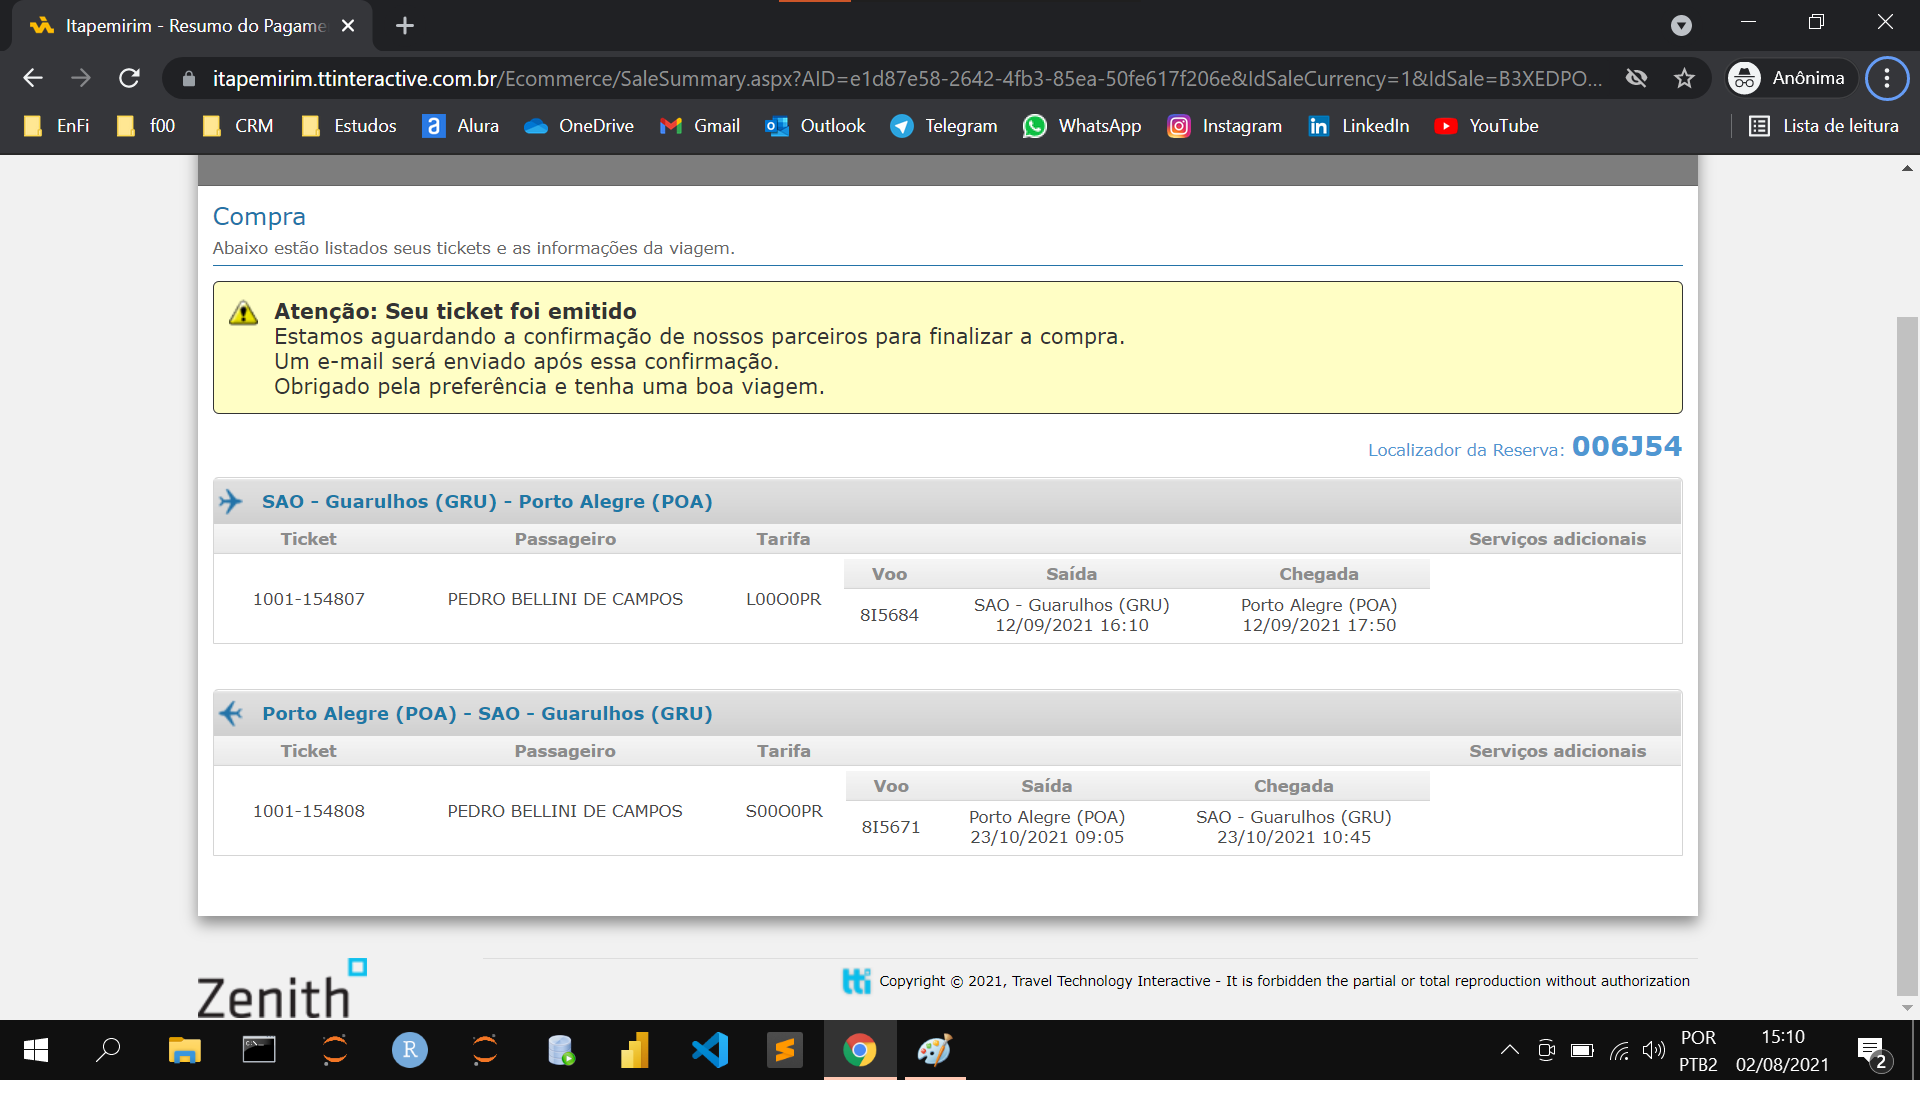 Itapemirim - Resumo do Pagame
itapemirim.ttinteractive.com.br/Ecommerce/SaleSummary.aspx?AID=e1d87e58-2642-4fb3-85ea-50fe617f206e&IdSaleCurrency=1&IdSale=B3XEDPO...
Anônima
EnFi
f00
CRM
Estudos
a Alura
OneDrive
Gmail
Outlook
Telegram
WhatsApp
Instagram
in LinkedIn
YouTube
Lista de leitura
Compra
Abaixo estão listados seus tickets e as informações da viagem.
Atenção: Seu ticket foi emitido
Estamos aguardando a confirmação de nossos parceiros para finalizar a compra.
Um e-mail será enviado após essa confirmação.
Obrigado pela preferência e tenha uma boa viagem.
Localizador da Reserva: 006J54
SAO - Guarulhos (GRU) - Porto Alegre (POA)
Ticket Passageiro Tarifa Serviços adicionais
Voo Saída Chegada
1001-154807 PEDRO BELLINI DE CAMPOS L00O0PR 8I5684
SAO - Guarulhos (GRU) Porto Alegre (POA)
12/09/2021 16:10 12/09/2021 17:50
Porto Alegre (POA) - SAO - Guarulhos (GRU)
Ticket Passageiro Tarifa Serviços adicionais
Voo Saída Chegada
1001-154808 PEDRO BELLINI DE CAMPOS S00O0PR 8I5671
Porto Alegre (POA) SAO - Guarulhos (GRU)
23/10/2021 09:05 23/10/2021 10:45
Zenith
tti Copyright © 2021, Travel Technology Interactive - It is forbidden the partial or total reproduction without authorization
R
POR
PTB2
15:10
02/08/2021
2